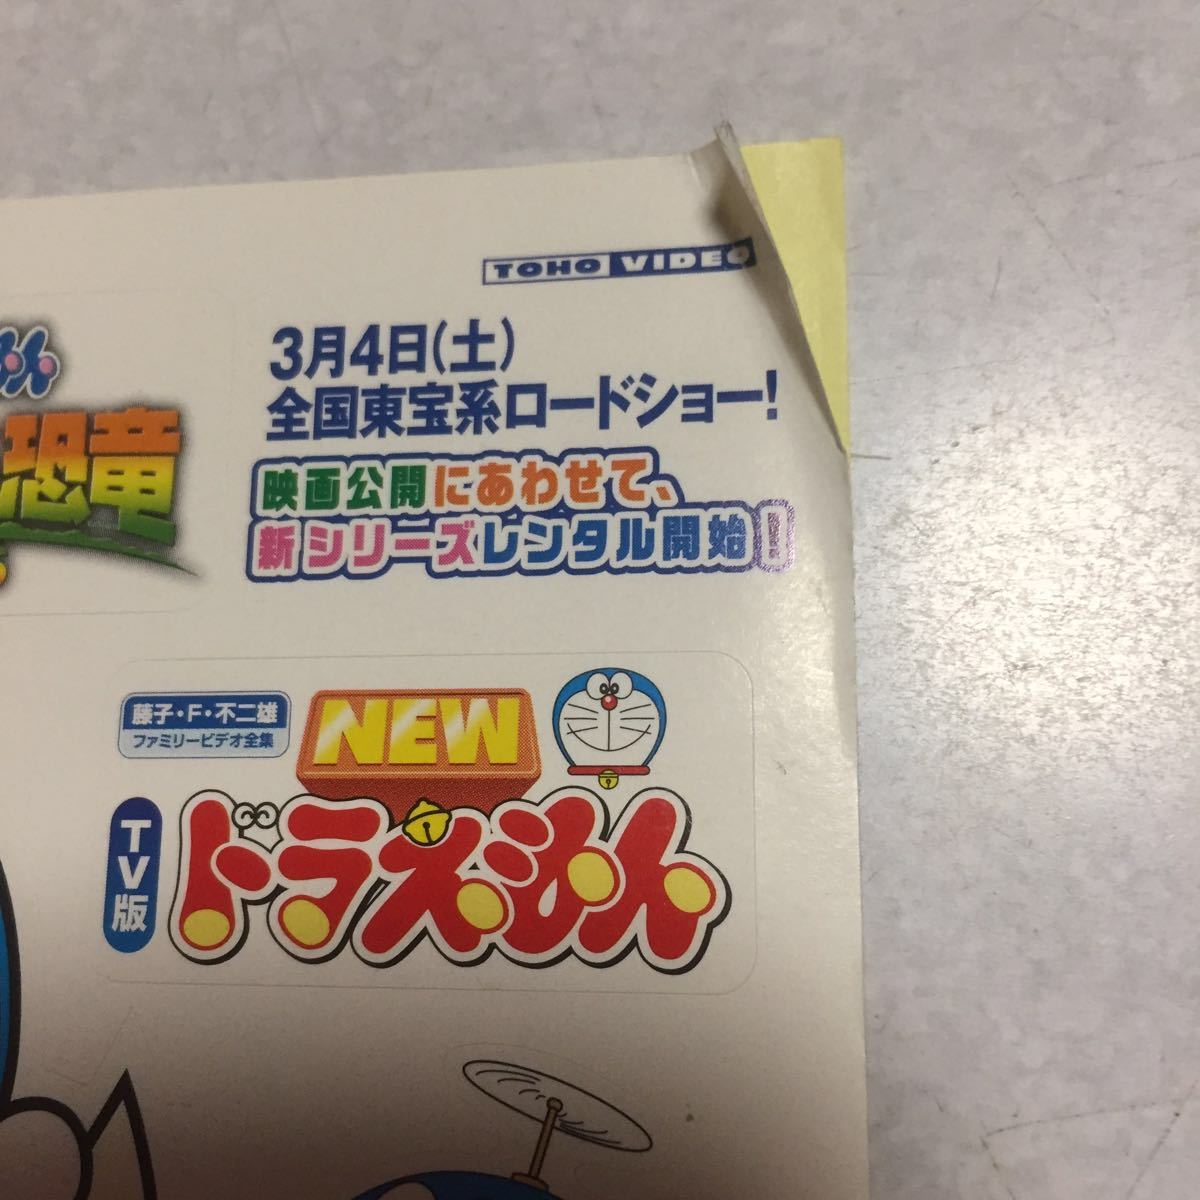 TOHO VIDEO
3月4日(土)
全国東宝系ロードショー!
恐竜
映画公開にあわせて、
新シリーズレンタル開始!!
藤子・F・不二雄
ファミリービデオ全集
NEW
TV版
ドラえもん